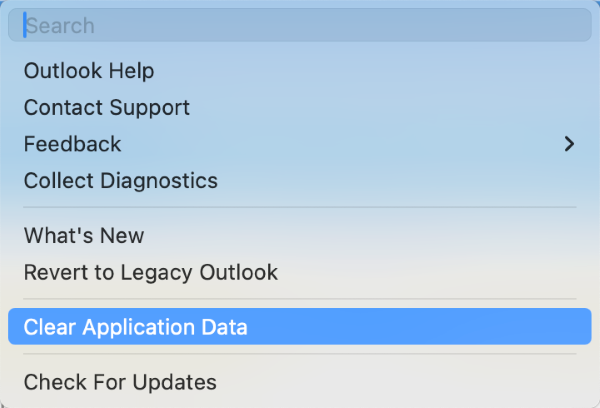 Search
Outlook Help
Contact Support
Feedback
Collect Diagnostics
What's New
Revert to Legacy Outlook
Clear Application Data
Check For Updates